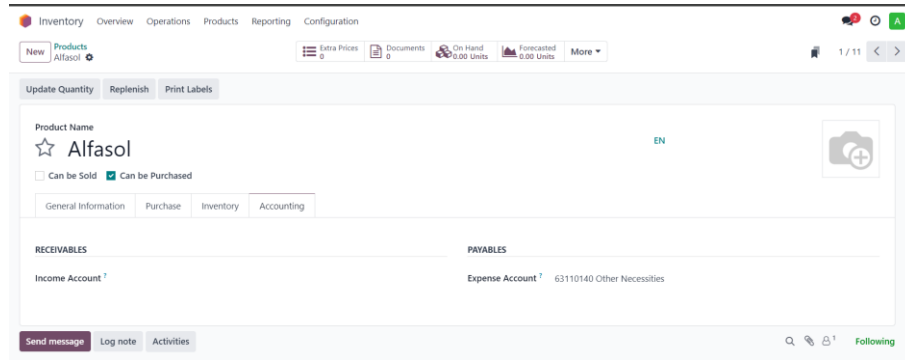 Inventory Overview Operations Products Reporting Configuration 2 A
New Products Extra Prices Documents On Hand Forecasted More 1 / 11
Alfasol 0 0 0.00 Units 0.00 Units
Update Quantity Replenish Print Labels
Product Name
Alfasol EN
Can be Sold Can be Purchased
General Information Purchase Inventory Accounting
RECEIVABLES PAYABLES
Income Account ? Expense Account ? 63110140 Other Necessities
Send message Log note Activities 1 Following